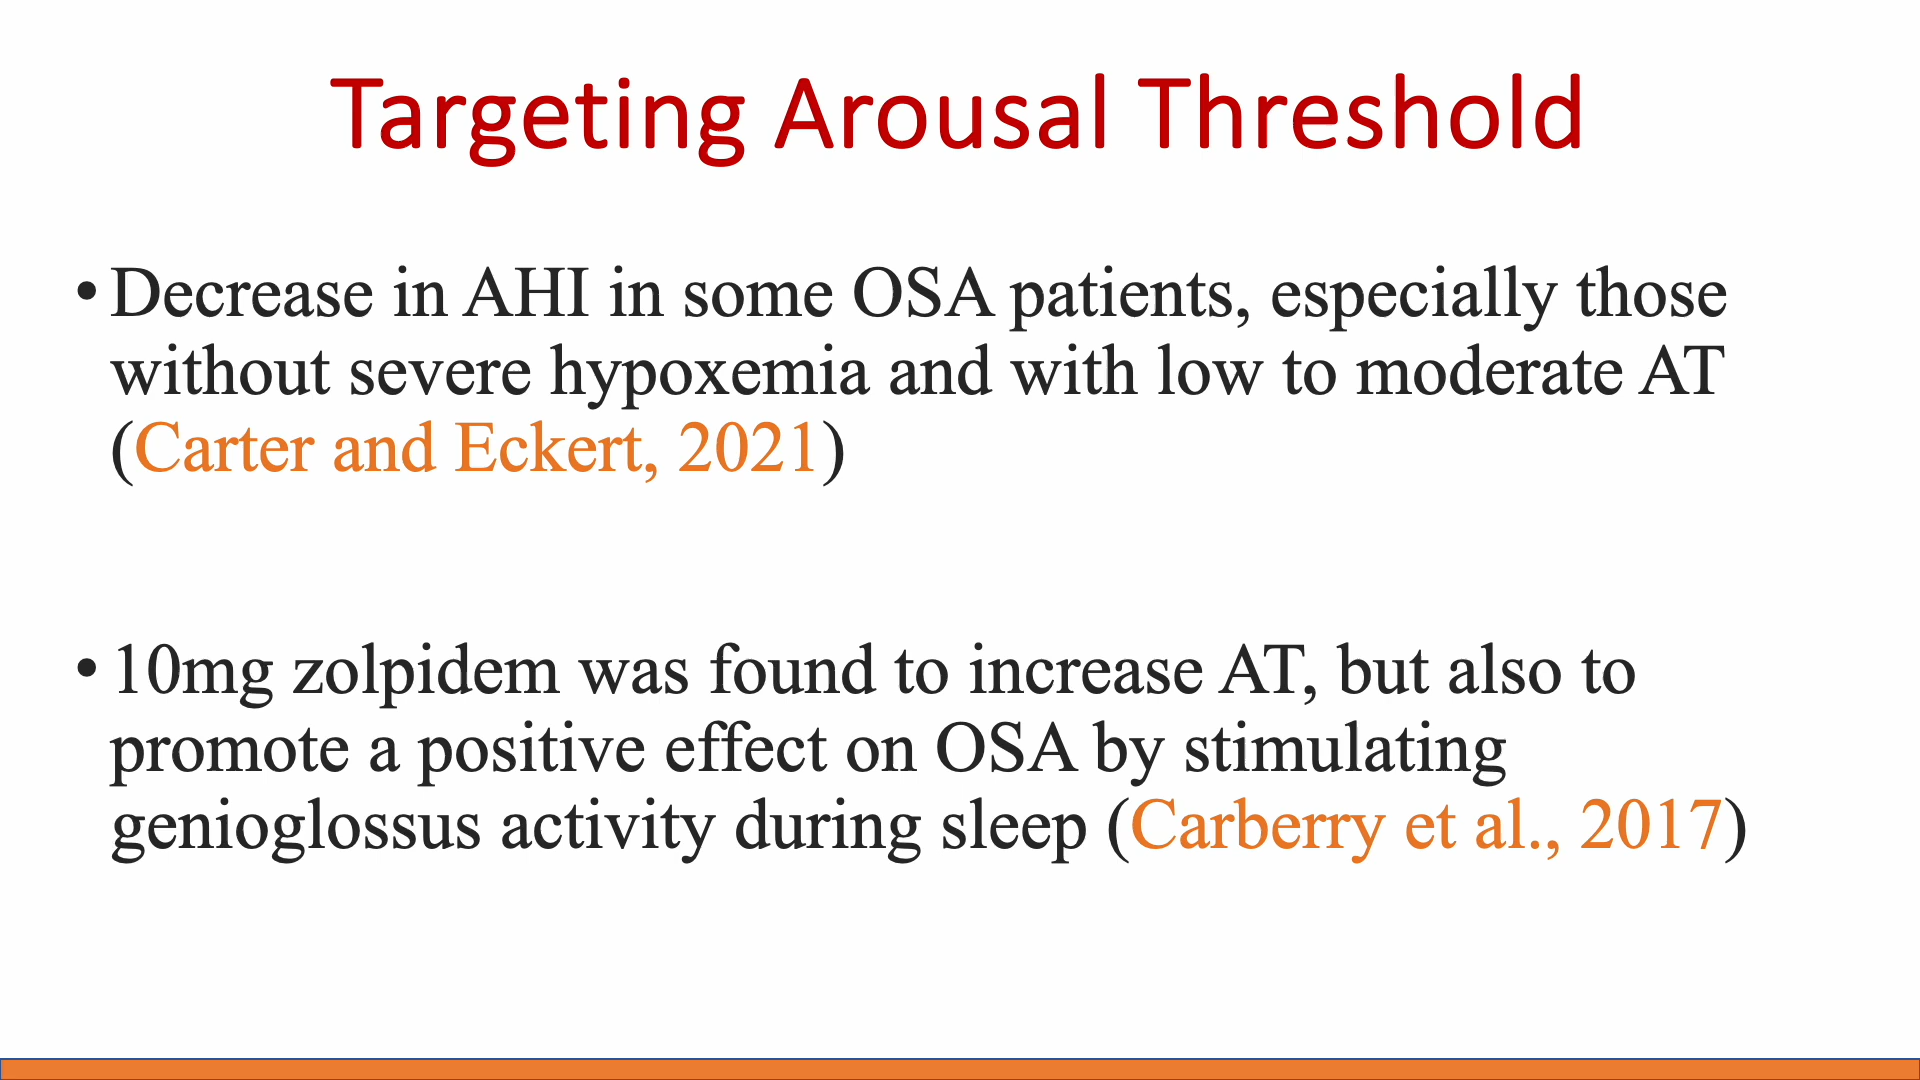 Targeting Arousal Threshold
• Decrease in AHI in some OSA patients, especially those
without severe hypoxemia and with low to moderate AT
(Carter and Eckert, 2021)
• 10mg zolpidem was found to increase AT, but also to
promote a positive effect on OSA by stimulating
genioglossus activity during sleep (Carberry et al., 2017)